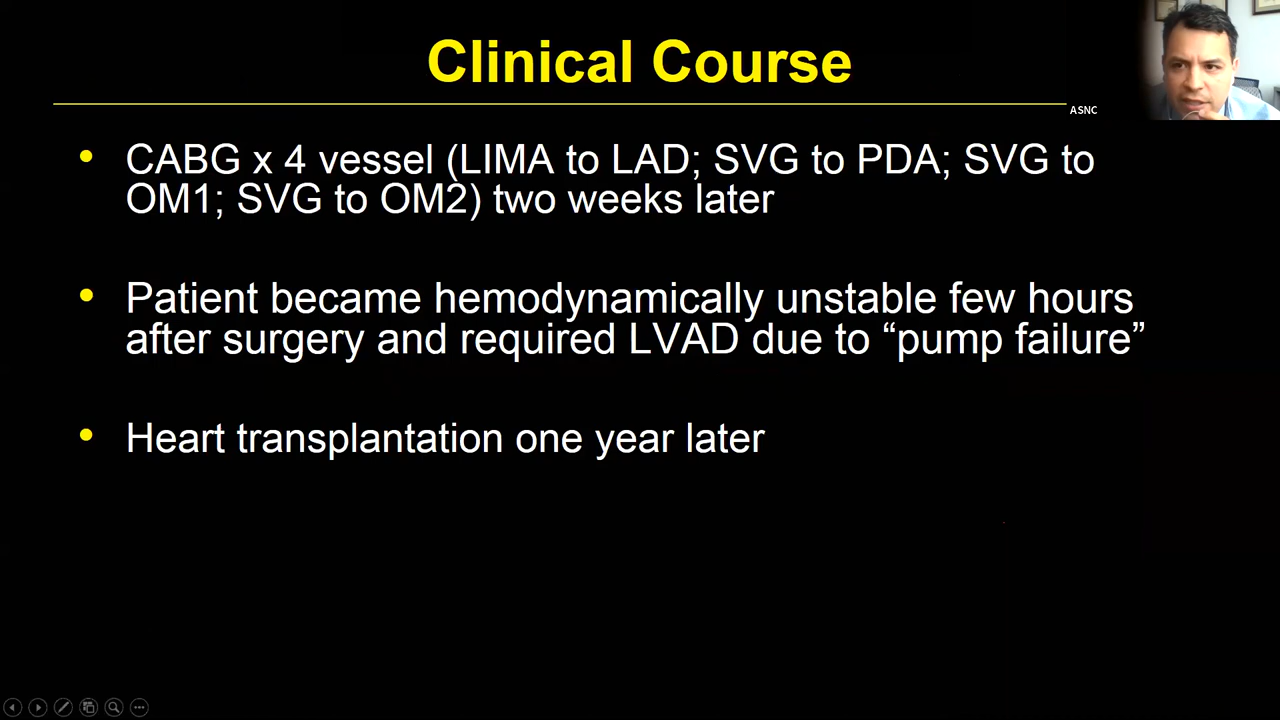 Clinical Course
ASNC
• CABG x 4 vessel (LIMA to LAD; SVG to PDA; SVG to
OM1; SVG to OM2) two weeks later
• Patient became hemodynamically unstable few hours
after surgery and required LVAD due to “pump failure”
• Heart transplantation one year later